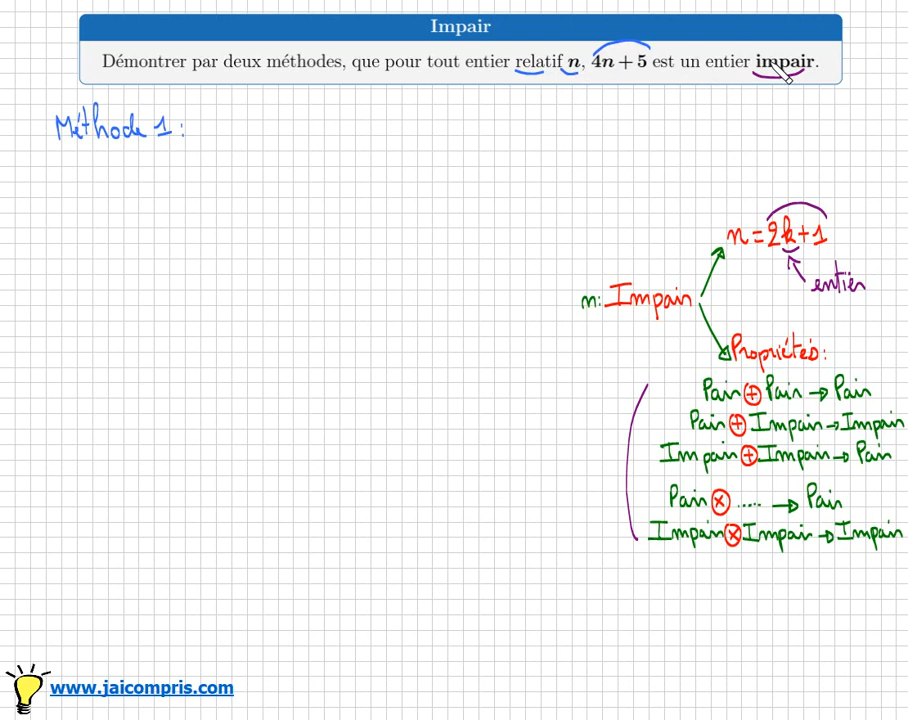 Impair
Démontrer par deux méthodes, que pour tout entier relatif n, 4n + 5 est un entier impair.
Méthode 1 :
n = 2k + 1
entier
n: Impair
Propriétés :
Pair + Pair → Pair
Pair + Impair → Impair
Impair + Impair → Pair
Pair × ..... → Pair
Impair × Impair → Impair
www.jaicompris.com